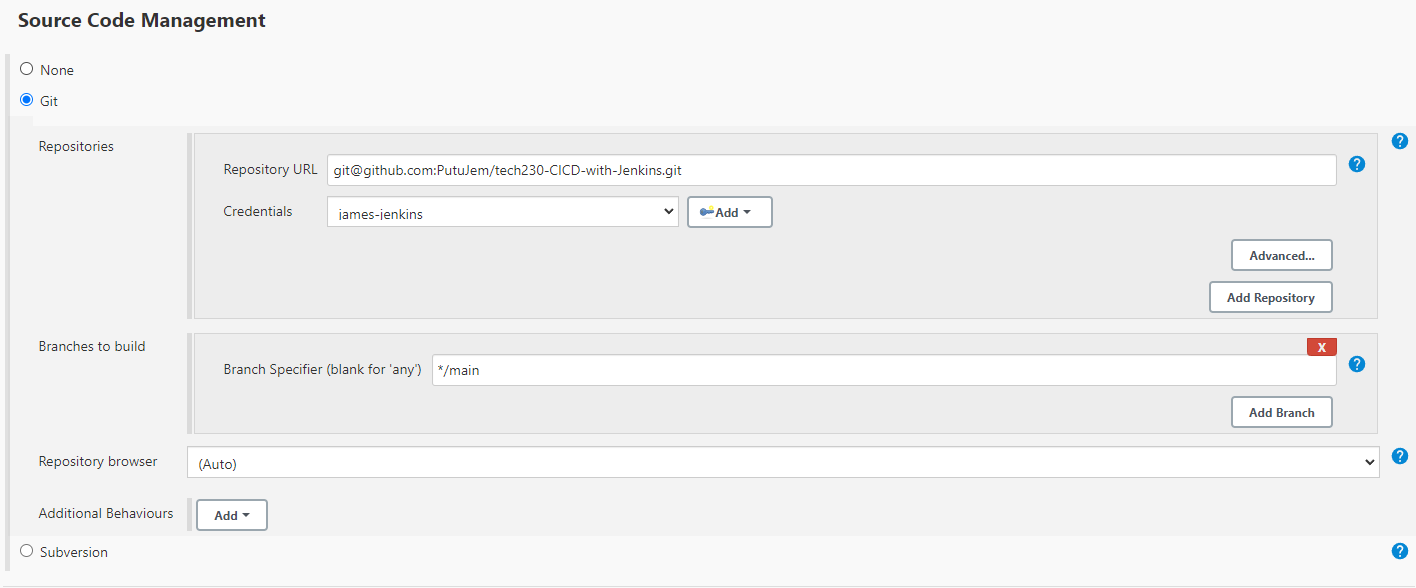 Source Code Management
None
Git
Repositories
?
Repository URL git@github.com:PutuJem/tech230-CICD-with-Jenkins.git ?
Credentials james-jenkins Add
Advanced...
Add Repository
Branches to build
X
Branch Specifier (blank for 'any') */main ?
Add Branch
Repository browser (Auto) ?
Additional Behaviours Add
Subversion ?